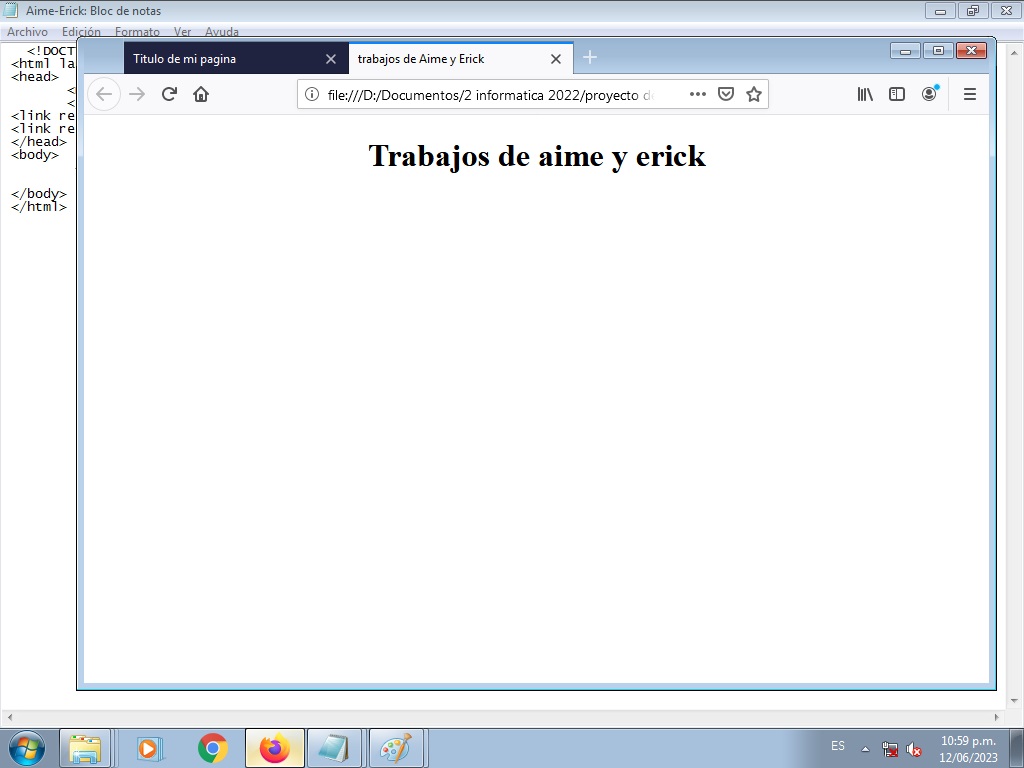 Aime-Erick: Bloc de notas
Archivo Edición Formato Ver Ayuda
Titulo de mi pagina
trabajos de Aime y Erick
file:///D:/Documentos/2 informatica 2022/proyecto de
<!DOCT
<html la
<head>
<
<
<link re
<link re
</head>
<body>
</body>
</html>
Trabajos de aime y erick
ES
10:59 p.m.
12/06/2023